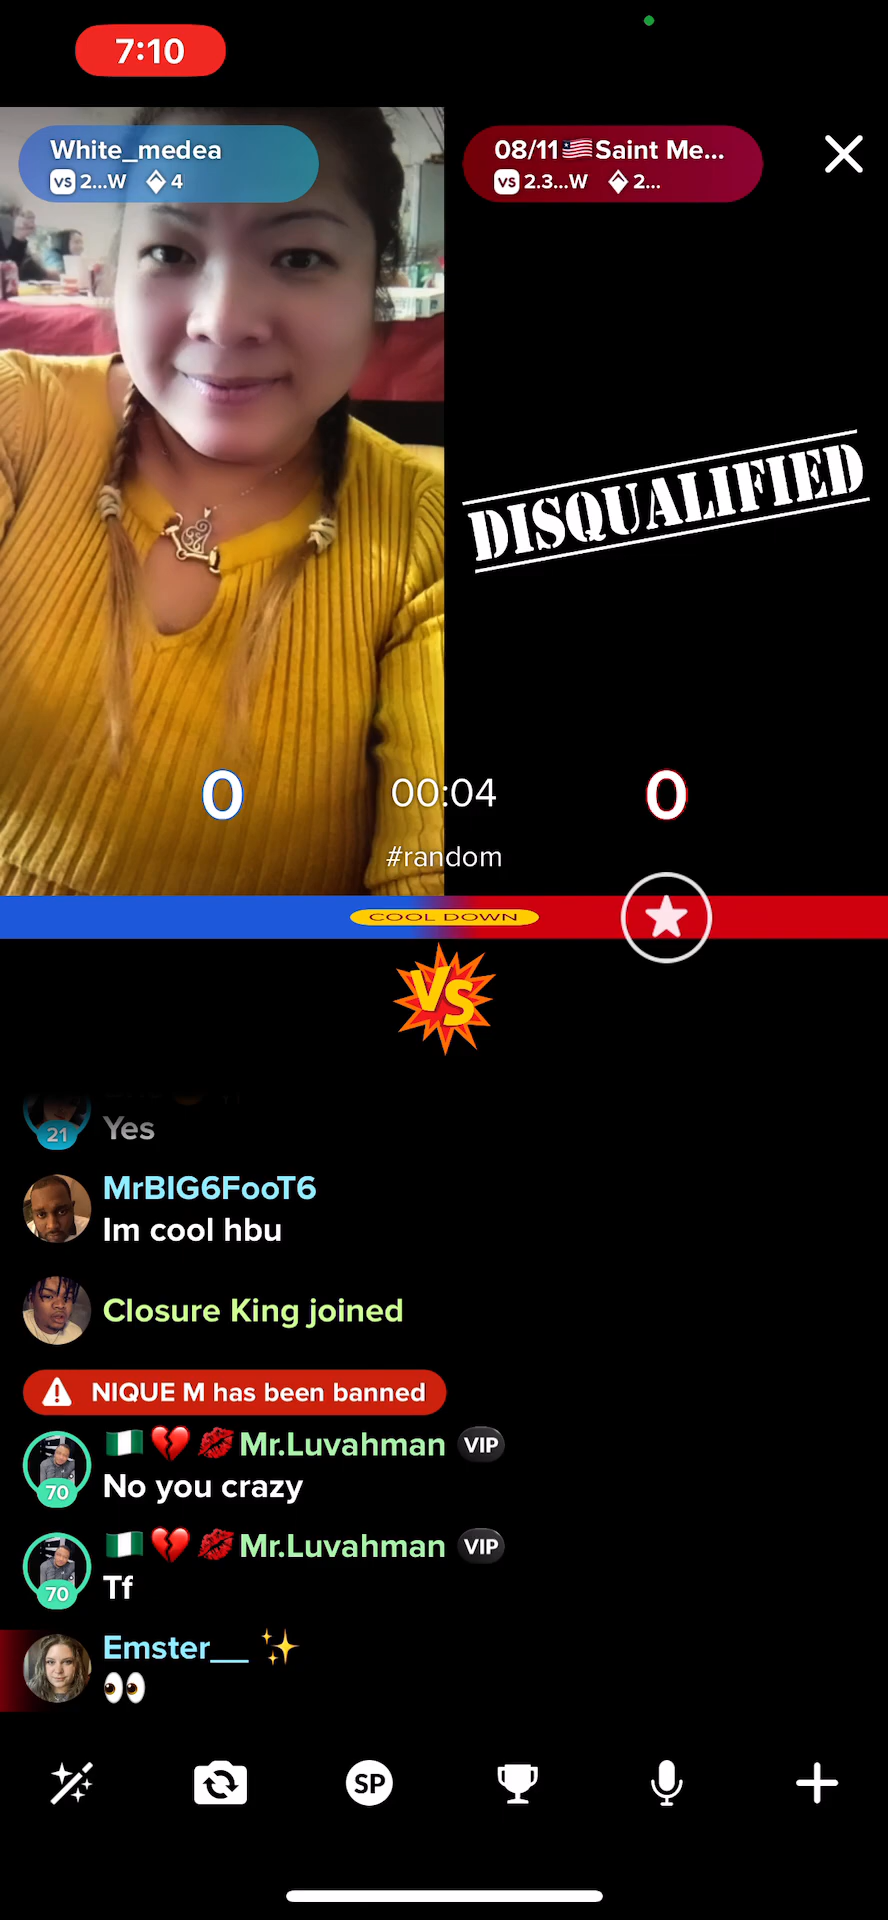 7:10
White_medea
VS 2...W 4
08/11🇱🇷Saint Me...
VS 2.3...W 2...
DISQUALIFIED
0
00:04
0
#random
COOL DOWN
VS
21
Yes
MrBIG6FooT6
Im cool hbu
Closure King joined
NIQUE M has been banned
🇳🇬 💔 💋 Mr.Luvahman VIP
70
No you crazy
🇳🇬 💔 💋 Mr.Luvahman VIP
70
Tf
Emster__ ✨
👀
SP